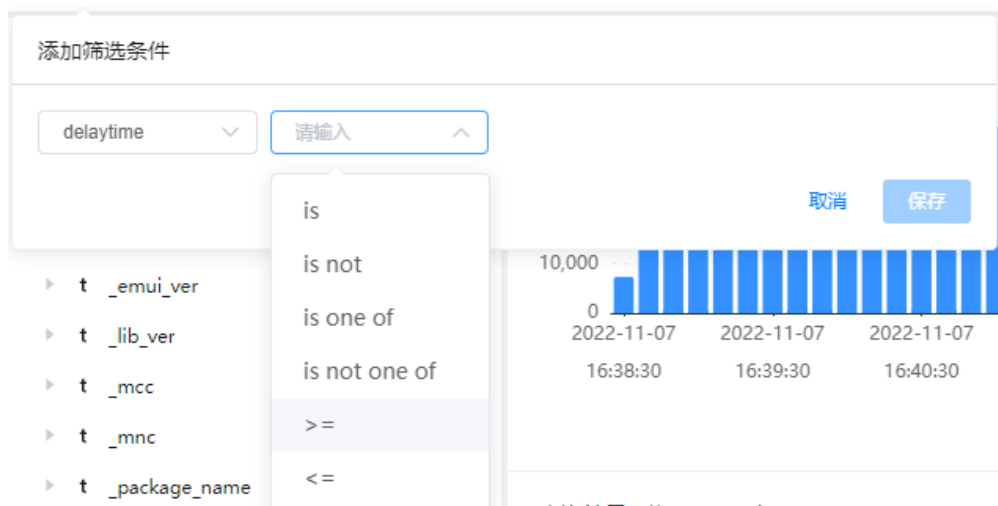 添加筛选条件
delaytime
请输入
取消
保存
is
is not
is one of
is not one of
>=
<=
t _emui_ver
t _lib_ver
t _mcc
t _mnc
t _package_name
10,000
0
2022-11-07 2022-11-07 2022-11-07
16:38:30 16:39:30 16:40:30